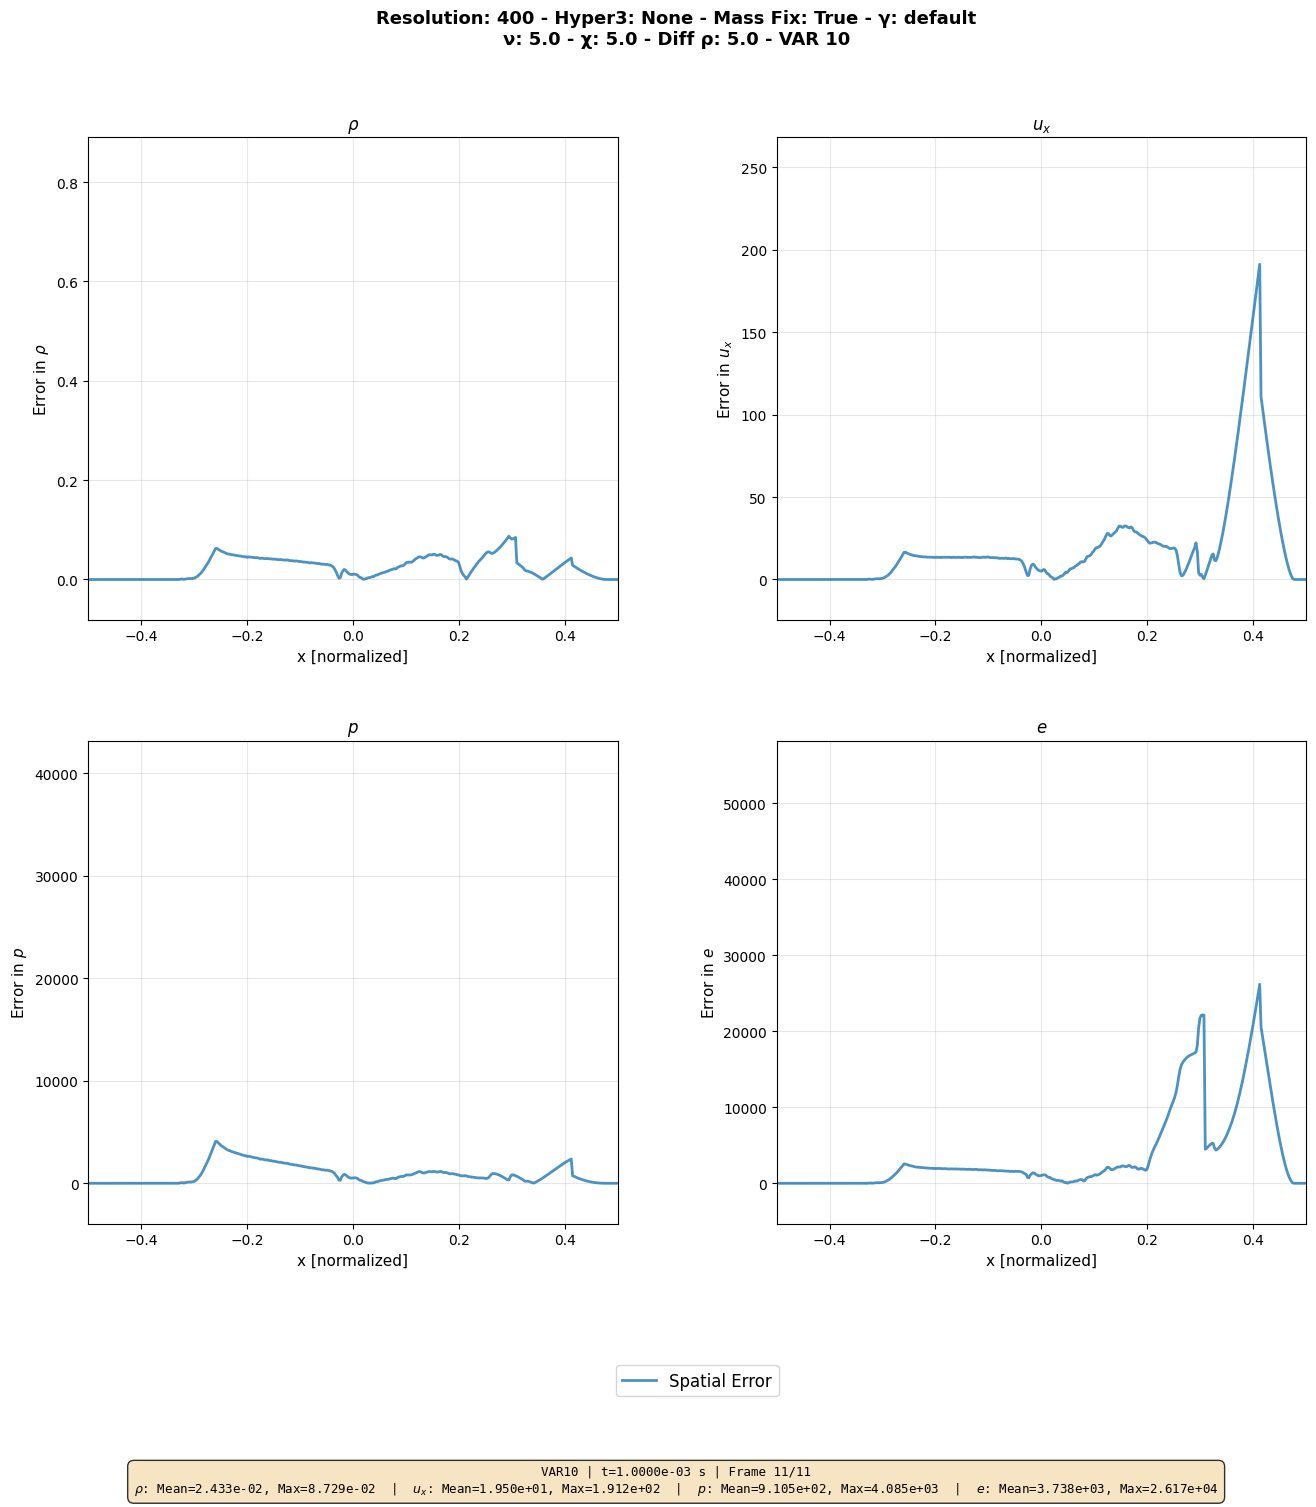 Resolution: 400 - Hyper3: None - Mass Fix: True - γ: default
ν: 5.0 - χ: 5.0 - Diff ρ: 5.0 - VAR 10
ρ
Error in ρ
0.8
0.6
0.4
0.2
0.0
−0.4 −0.2 0.0 0.2 0.4
x [normalized]
uₓ
Error in uₓ
250
200
150
100
50
0
−0.4 −0.2 0.0 0.2 0.4
x [normalized]
p
Error in p
40000
30000
20000
10000
0
−0.4 −0.2 0.0 0.2 0.4
x [normalized]
e
Error in e
50000
40000
30000
20000
10000
0
−0.4 −0.2 0.0 0.2 0.4
x [normalized]
Spatial Error
VAR10 | t=1.0000e-03 s | Frame 11/11
ρ: Mean=2.433e-02, Max=8.729e-02 | uₓ: Mean=1.950e+01, Max=1.912e+02 | p: Mean=9.105e+02, Max=4.085e+03 | e: Mean=3.738e+03, Max=2.617e+04